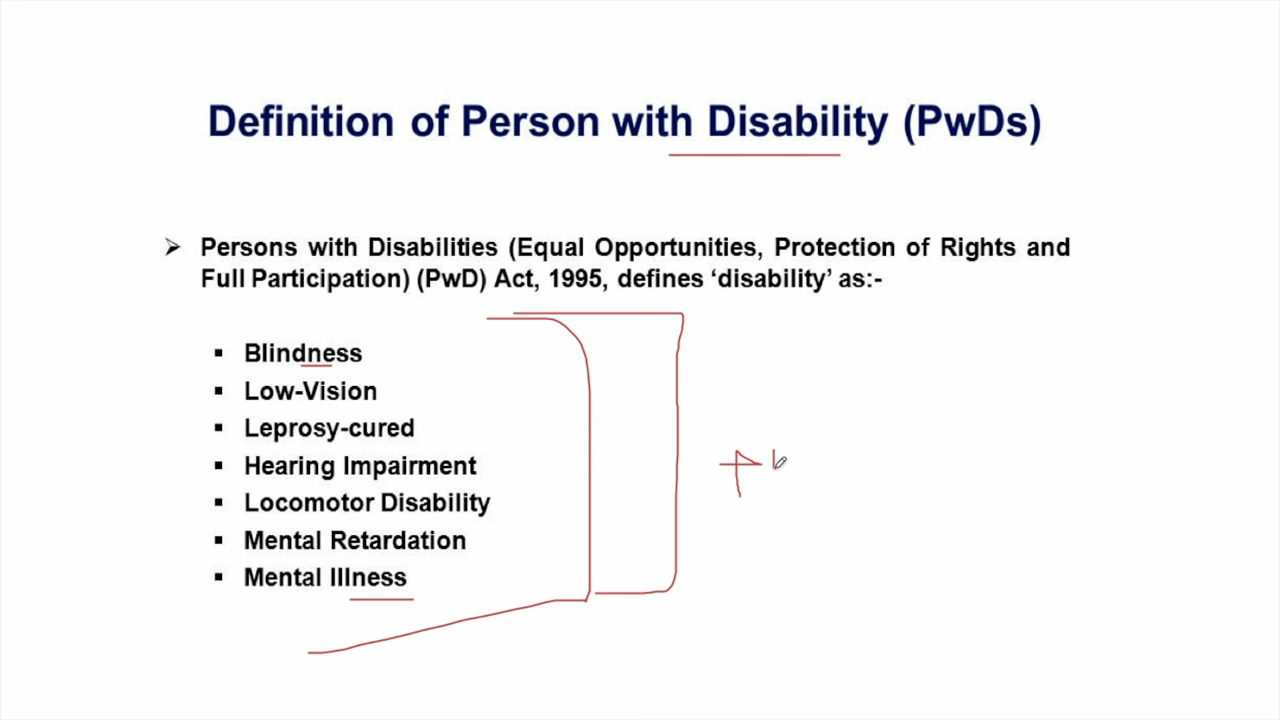 Definition of Person with Disability (PwDs)
➢ Persons with Disabilities (Equal Opportunities, Protection of Rights and
Full Participation) (PwD) Act, 1995, defines ‘disability’ as:-
▪ Blindness
▪ Low-Vision
▪ Leprosy-cured
▪ Hearing Impairment
▪ Locomotor Disability
▪ Mental Retardation
▪ Mental Illness